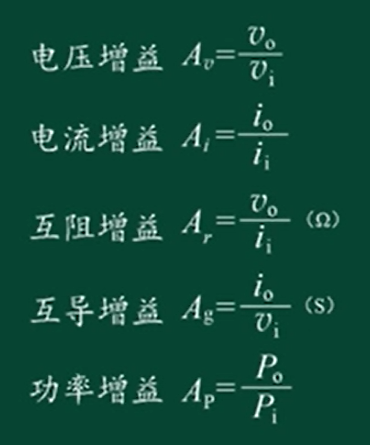 电压增益 Av=vo/vi
电流增益 Ai=io/ii
互阻增益 Ar=vo/ii (Ω)
互导增益 Ag=io/vi (S)
功率增益 AP=Po/Pi